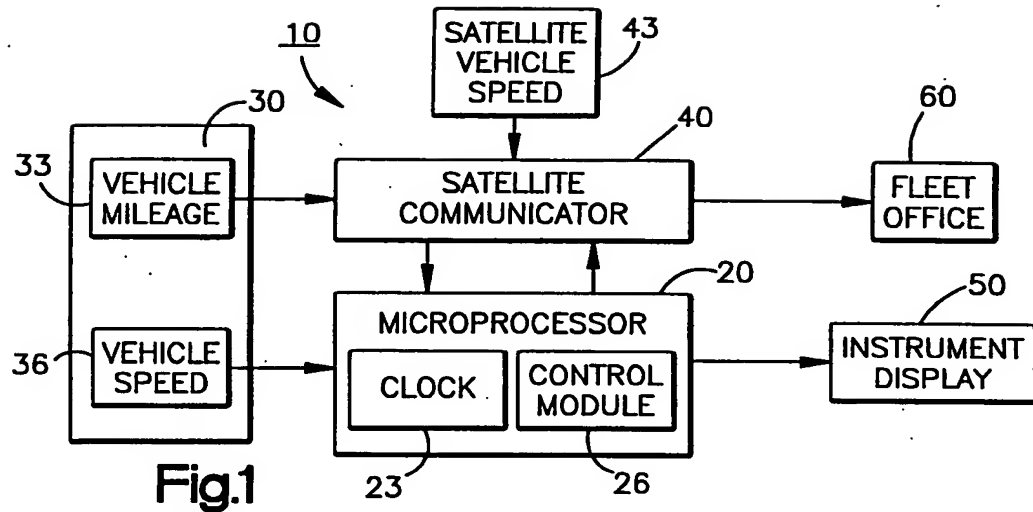 10
SATELLITE
VEHICLE
SPEED
43
30
40
60
33
VEHICLE
MILEAGE
SATELLITE
COMMUNICATOR
FLEET
OFFICE
20
50
MICROPROCESSOR
36
VEHICLE
SPEED
CLOCK
CONTROL
MODULE
INSTRUMENT
DISPLAY
23
26
Fig.1